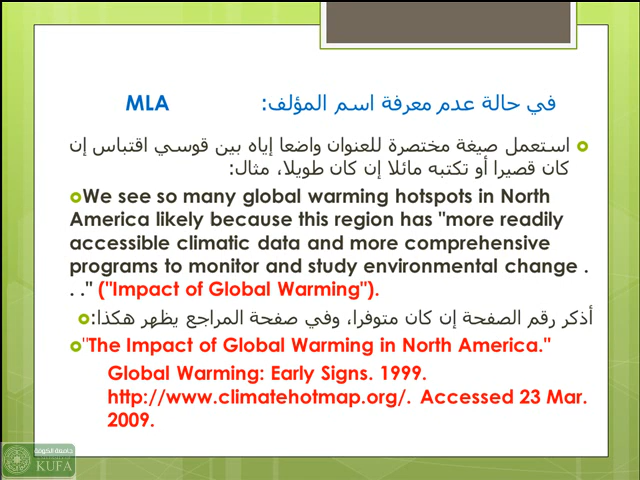 في حالة عدم معرفة اسم المؤلف: MLA
استعمل صيغة مختصرة للعنوان واضعا إياه بين قوسي اقتباس إن
كان قصيرا أو تكتبه مائلا إن كان طويلا، مثال:
We see so many global warming hotspots in North
America likely because this region has "more readily
accessible climatic data and more comprehensive
programs to monitor and study environmental change .
. ." ("Impact of Global Warming").
أذكر رقم الصفحة إن كان متوفرا، وفي صفحة المراجع يظهر هكذا:
"The Impact of Global Warming in North America."
Global Warming: Early Signs. 1999.
http://www.climatehotmap.org/. Accessed 23 Mar.
2009.
جامعة الكوفة
KUFA